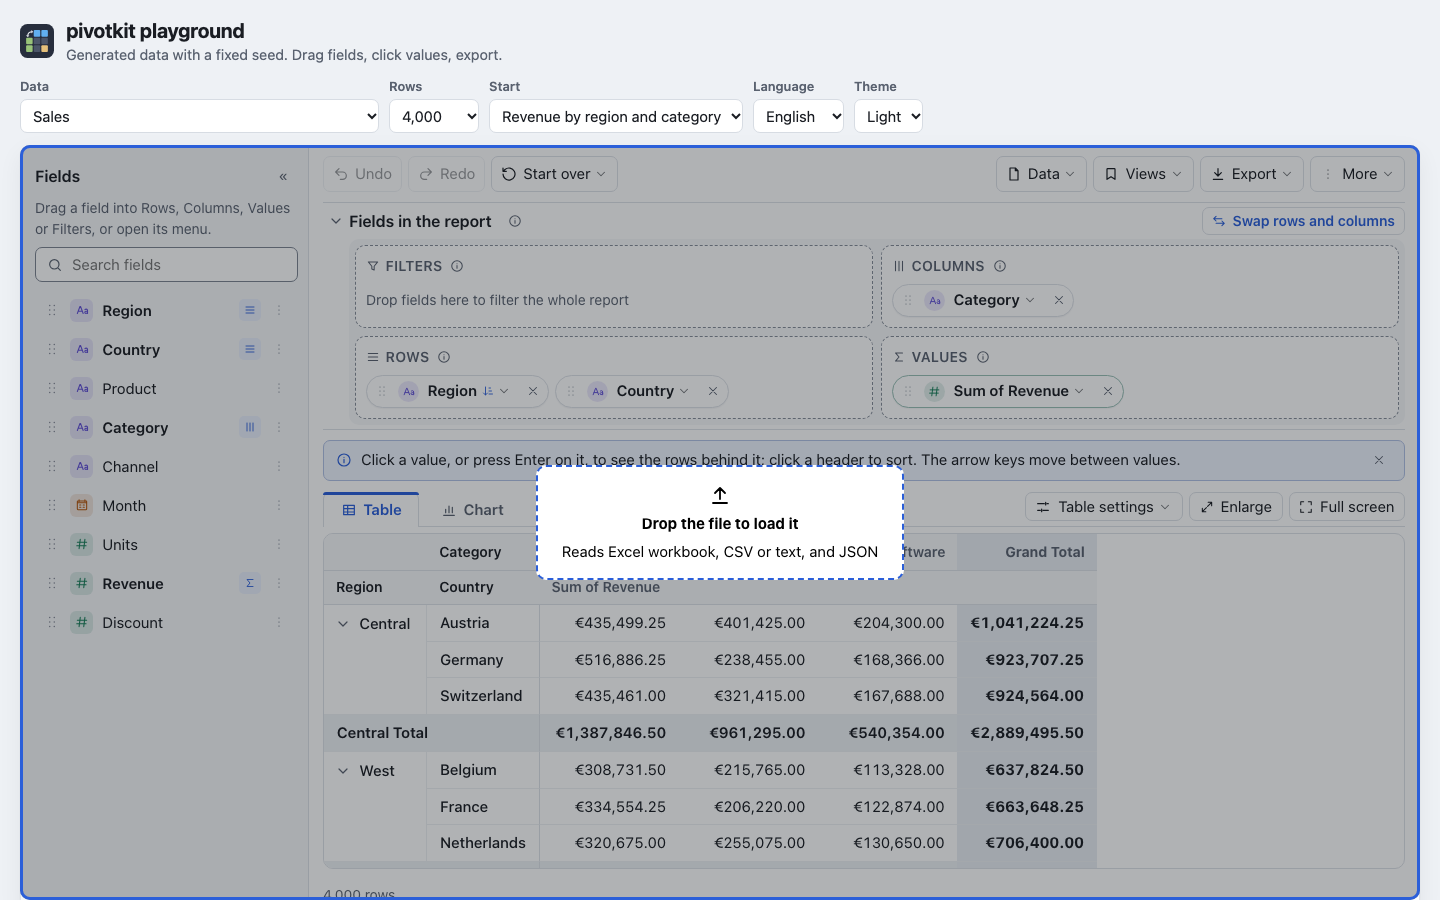 pivotkit playground
Generated data with a fixed seed. Drag fields, click values, export.
Data Rows Start Language Theme
Sales 4,000 Revenue by region and category English Light
Fields «
Drag a field into Rows, Columns, Values
or Filters, or open its menu.
Search fields
Aa Region
Aa Country
Aa Product
Aa Category
Aa Channel
Month
# Units
# Revenue Σ
# Discount
Undo Redo Start over Data Views Export More
Fields in the report Swap rows and columns
FILTERS
Drop fields here to filter the whole report
COLUMNS
Aa Category
ROWS
Aa Region Aa Country
Σ VALUES
# Sum of Revenue
Click a value, or press Enter on it, to see the rows behind it; click a header to sort. The arrow keys move between values.
Table Chart Table settings Enlarge Full screen
Drop the file to load it
Reads Excel workbook, CSV or text, and JSON
Category ftware Grand Total
Region Country Sum of Revenue
Central Austria €435,499.25 €401,425.00 €204,300.00 €1,041,224.25
Germany €516,886.25 €238,455.00 €168,366.00 €923,707.25
Switzerland €435,461.00 €321,415.00 €167,688.00 €924,564.00
Central Total €1,387,846.50 €961,295.00 €540,354.00 €2,889,495.50
West Belgium €308,731.50 €215,765.00 €113,328.00 €637,824.50
France €334,554.25 €206,220.00 €122,874.00 €663,648.25
Netherlands €320,675.00 €255,075.00 €130,650.00 €706,400.00
4,000 rows